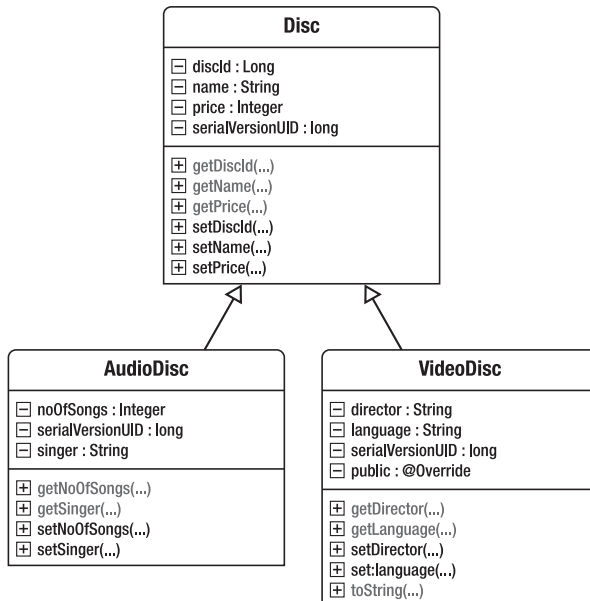 Disc
discId : Long
name : String
price : Integer
serialVersionUID : long
getDiscId(...)
getName(...)
getPrice(...)
setDiscId(...)
setName(...)
setPrice(...)
AudioDisc
noOfSongs : Integer
serialVersionUID : long
singer : String
getNoOfSongs(...)
getSinger(...)
setNoOfSongs(...)
setSinger(...)
VideoDisc
director : String
language : String
serialVersionUID : long
public : @Override
getDirector(...)
getLanguage(...)
setDirector(...)
set:language(...)
toString(...)